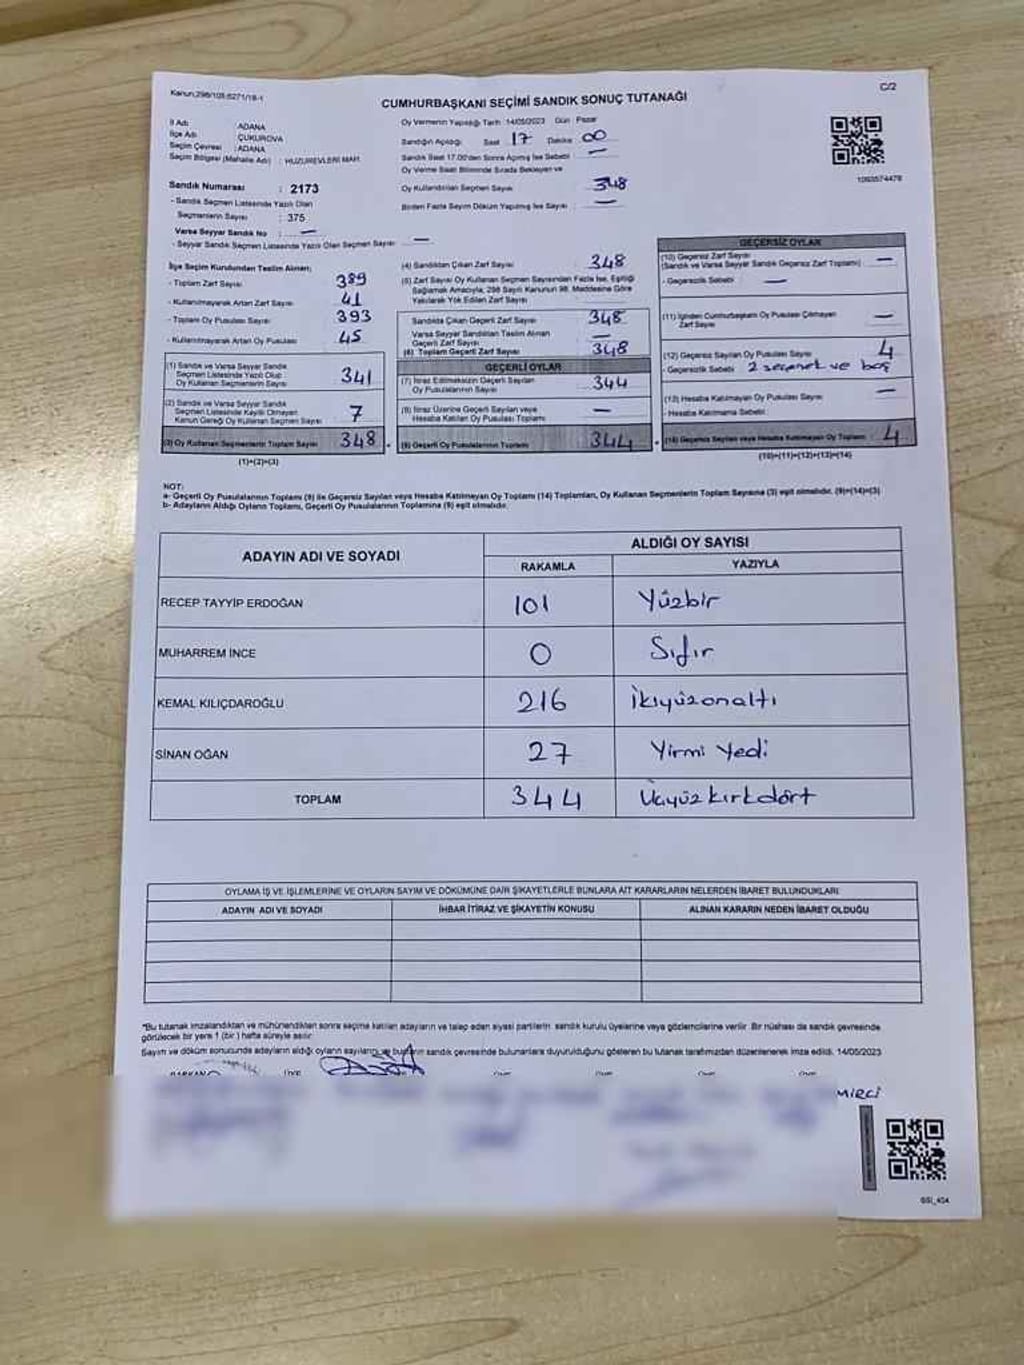 Kanun:298/105;6271/18-1
C/2
CUMHURBAŞKANI SEÇİMİ SANDIK SONUÇ TUTANAĞI
İl Adı : ADANA
İlçe Adı : ÇUKUROVA
Seçim Çevresi : ADANA
Seçim Bölgesi (Mahalle Adı) : HUZUREVLERİ MAH.
Sandık Numarası : 2173
- Sandık Seçmen Listesinde Yazılı Olan
Seçmenlerin Sayısı : 375
Varsa Seyyar Sandık No : —
- Seyyar Sandık Seçmen Listesinde Yazılı Olan Seçmen Sayısı : —
Oy Vermenin Yapıldığı Tarih 14/05/2023 Gün Pazar
Sandığın Açıldığı Saat 17 Dakika 00
Sandık Saat 17.00'den Sonra Açılmış İse Sebebi : —
Oy Verme Saati Bitiminde Sırada Bekleyen ve
Oy Kullandırılan Seçmen Sayısı 348
Birden Fazla Sayım Döküm Yapılmış İse Sayısı : —
1093574478
İlçe Seçim Kurulundan Teslim Alınan;
- Toplam Zarf Sayısı 389
- Kullanılmayarak Artan Zarf Sayısı 41
- Toplam Oy Pusulası Sayısı 393
- Kullanılmayarak Artan Oy Pusulası 45
(1) Sandık ve Varsa Seyyar Sandık
Seçmen Listesinde Yazılı Olup
Oy Kullanan Seçmenlerin Sayısı 341
(2) Sandık ve Varsa Seyyar Sandık
Seçmen Listesinde Kayıtlı Olmayan
Kanun Gereği Oy Kullanan Seçmen Sayısı 7
(3) Oy Kullanan Seçmenlerin Toplam Sayısı 348
(1)+(2)=(3)
(4) Sandıktan Çıkan Zarf Sayısı 348
(5) Zarf Sayısı Oy Kullanan Seçmen Sayısından Fazla İse, Eşitliği
Sağlamak Amacıyla, 298 Sayılı Kanunun 98. Maddesine Göre
Yakılarak Yok Edilen Zarf Sayısı
Sandıkta Çıkan Geçerli Zarf Sayısı 348
Varsa Seyyar Sandıktan Teslim Alınan
Geçerli Zarf Sayısı —
(6) Toplam Geçerli Zarf Sayısı 348
GEÇERLİ OYLAR
(7) İtiraz Edilmeksizin Geçerli Sayılan
Oy Pusulalarının Sayısı 344
(8) İtiraz Üzerine Geçerli Sayılan veya
Hesaba Katılan Oy Pusulası Toplamı —
(9) Geçerli Oy Pusulalarının Toplamı 344
GEÇERSİZ OYLAR
(10) Geçersiz Zarf Sayısı
(Sandık ve Varsa Seyyar Sandık Geçersiz Zarf Toplamı) —
- Geçersizlik Sebebi —
(11) İçinden Cumhurbaşkanı Oy Pusulası Çıkmayan
Zarf Sayısı —
(12) Geçersiz Sayılan Oy Pusulası Sayısı 4
- Geçersizlik Sebebi 2 seçenek ve boş
(13) Hesaba Katılmayan Oy Pusulası Sayısı —
- Hesaba Katılmama Sebebi
(14) Geçersiz Sayılan veya Hesaba Katılmayan Oy Toplamı 4
(10)+(11)+(12)+(13)=(14)
NOT:
a- Geçerli Oy Pusulalarının Toplamı (9) ile Geçersiz Sayılan veya Hesaba Katılmayan Oy Toplamı (14) Toplamları, Oy Kullanan Seçmenlerin Toplam Sayısına (3) eşit olmalıdır. (9)+(14)=(3)
b- Adayların Aldığı Oyların Toplamı, Geçerli Oy Pusulalarının Toplamına (9) eşit olmalıdır.
ADAYIN ADI VE SOYADI
ALDIĞI OY SAYISI
RAKAMLA YAZIYLA
RECEP TAYYİP ERDOĞAN 101 Yüzbir
MUHARREM İNCE 0 Sıfır
KEMAL KILIÇDAROĞLU 216 İkiyüzonaltı
SİNAN OĞAN 27 Yirmi Yedi
TOPLAM 344 Üçyüzkırkdört
OYLAMA İŞ VE İŞLEMLERİNE VE OYLARIN SAYIM VE DÖKÜMÜNE DAİR ŞİKAYETLERLE BUNLARA AİT KARARLARIN NELERDEN İBARET BULUNDUKLARI
ADAYIN ADI VE SOYADI İHBAR İTİRAZ VE ŞİKAYETİN KONUSU ALINAN KARARIN NEDEN İBARET OLDUĞU
*Bu tutanak imzalandıktan ve mühürlendikten sonra seçime katılan adayların ve talep eden siyasi partilerin sandık kurulu üyelerine veya gözlemcilerine verilir. Bir nüshası da sandık çevresinde
görülecek bir yere 1 (bir) hafta süreyle asılır.
Sayım ve döküm sonucunda adayların aldığı oyların sayılarını ve bunların sandık çevresinde bulunanlara duyurulduğunu gösteren bu tutanak tarafımızdan düzenlenerek imza edildi. 14/05/2023
BAŞKAN
MİRCİ